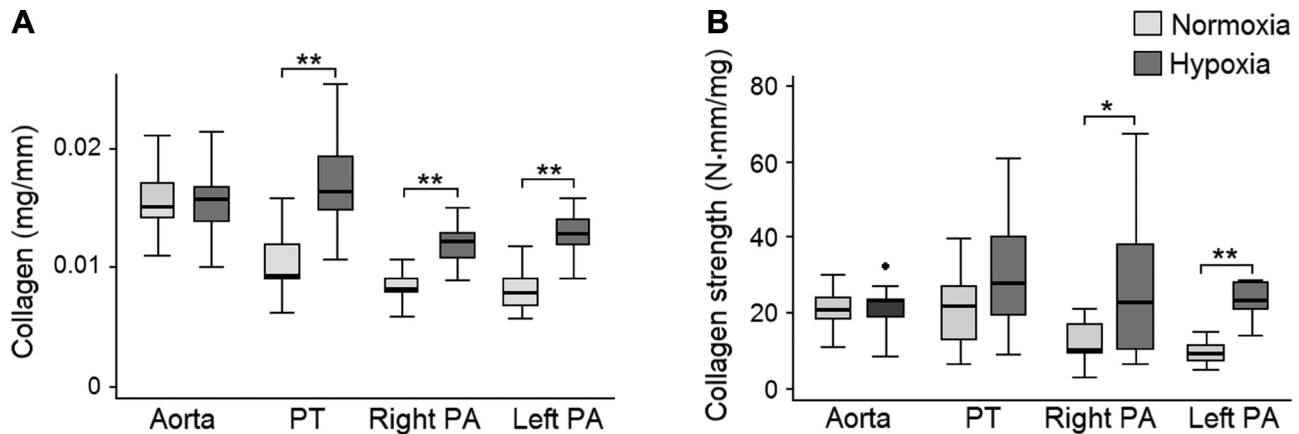 A
Collagen (mg/mm)
0.02
0.01
0
**
**
**
Aorta PT Right PA Left PA
B
Normoxia
Hypoxia
Collagen strength (N·mm/mg)
80
60
40
20
0
*
**
Aorta PT Right PA Left PA